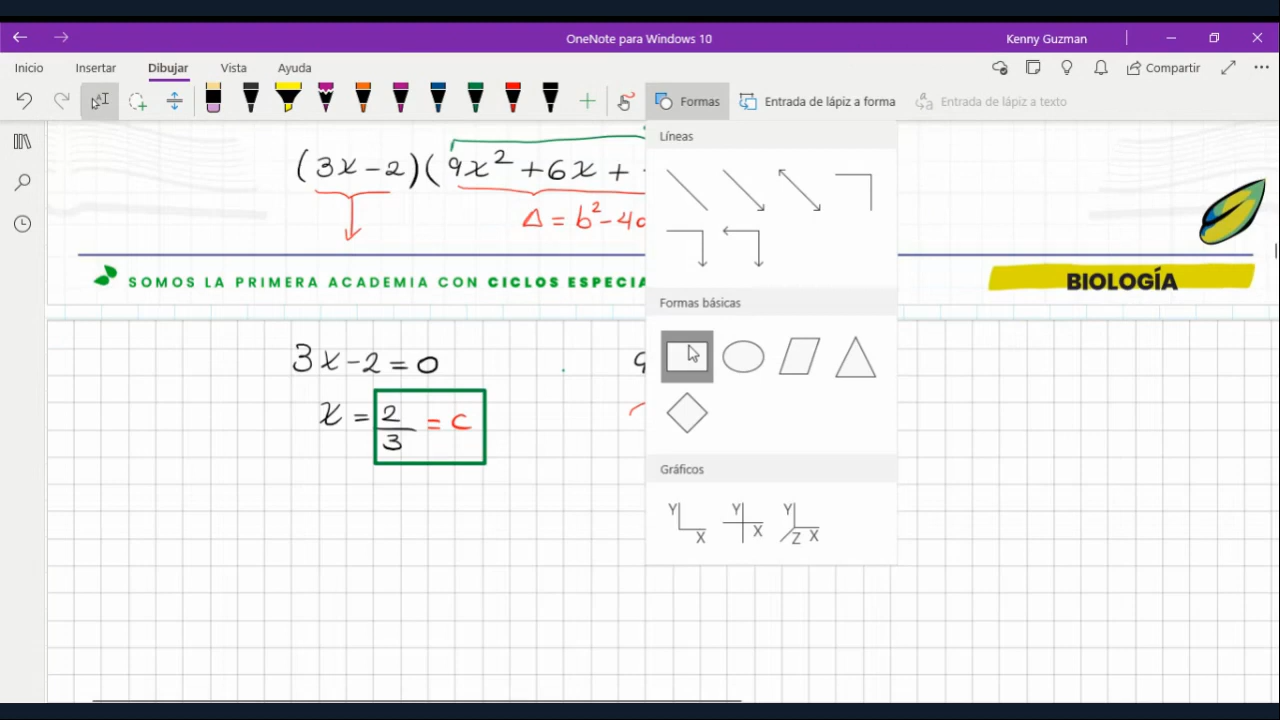 OneNote para Windows 10
Kenny Guzman
Inicio
Insertar
Dibujar
Vista
Ayuda
Compartir
Formas
Entrada de lápiz a forma
Entrada de lápiz a texto
Líneas
Formas básicas
Gráficos
Y X
Y X
Y Z X
(3x-2)(9x²+6x+
Δ = b²-4
SOMOS LA PRIMERA ACADEMIA CON CICLOS ESPECIA
BIOLOGÍA
3x-2=0
9
x = 2/3 = c